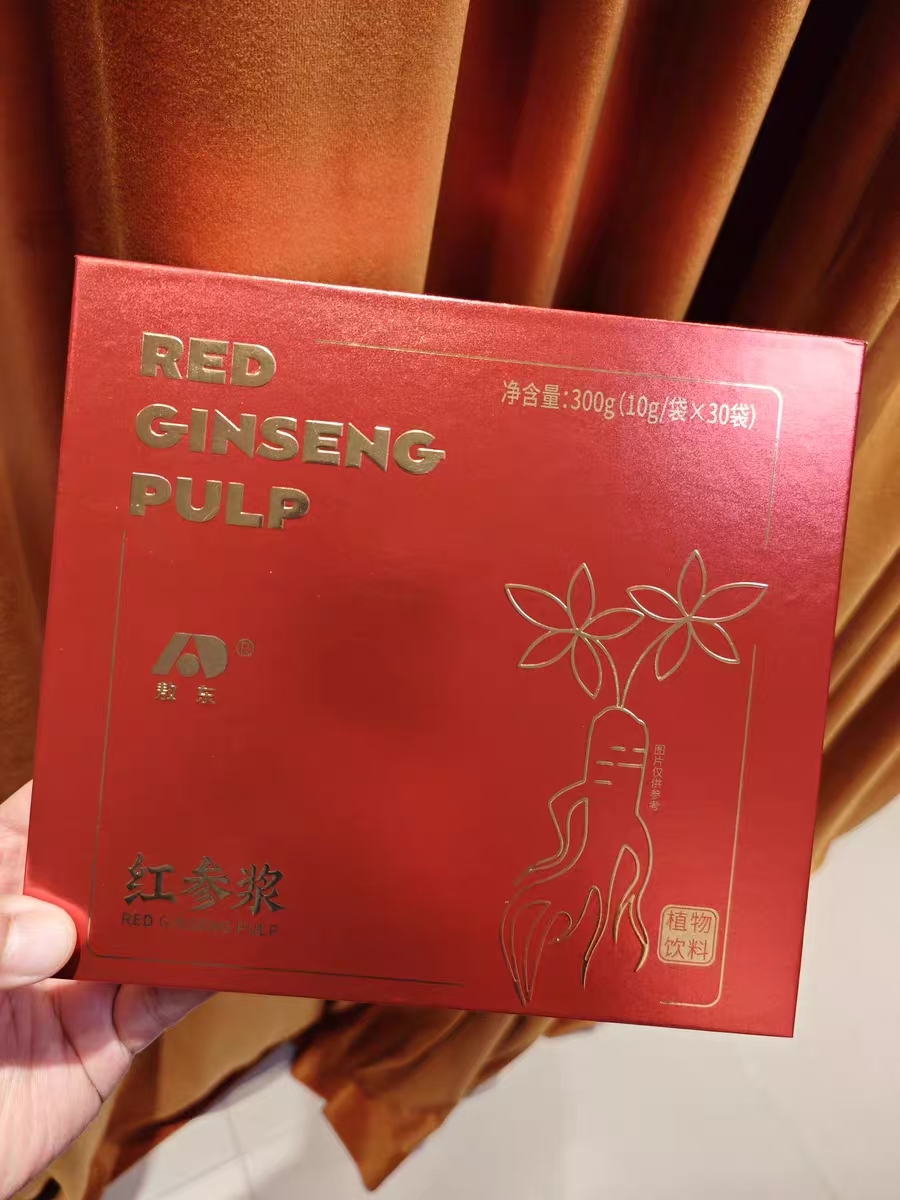 RED
GINSENG
PULP
净含量:300g(10g/袋×30袋)
®
敖东
图片仅供参考
红参浆
RED GINSENG PULP
植物
饮料